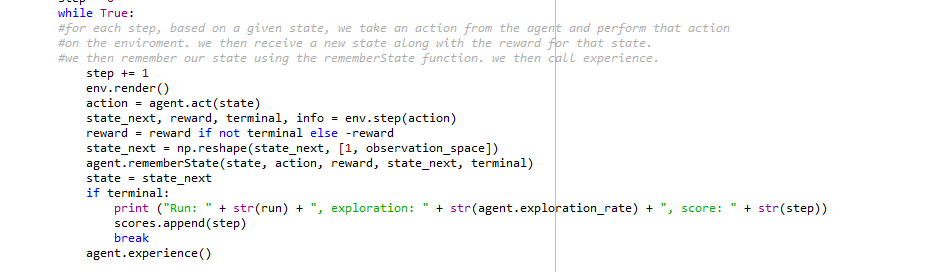 step = 0
while True:
#for each step, based on a given state, we take an action from the agent and perform that action
#on the enviroment. we then receive a new state along with the reward for that state.
#we then remember our state using the rememberState function. we then call experience.
step += 1
env.render()
action = agent.act(state)
state_next, reward, terminal, info = env.step(action)
reward = reward if not terminal else -reward
state_next = np.reshape(state_next, [1, observation_space])
agent.rememberState(state, action, reward, state_next, terminal)
state = state_next
if terminal:
print ("Run: " + str(run) + ", exploration: " + str(agent.exploration_rate) + ", score: " + str(step))
scores.append(step)
break
agent.experience()